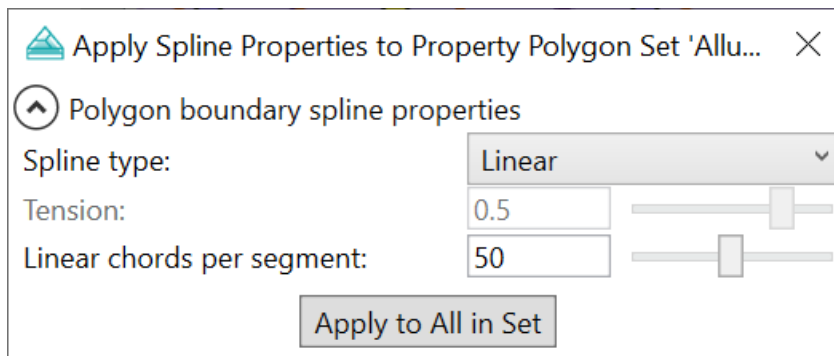 Apply Spline Properties to Property Polygon Set 'Allu...
Polygon boundary spline properties
Spline type: Linear
Tension: 0.5
Linear chords per segment: 50
Apply to All in Set